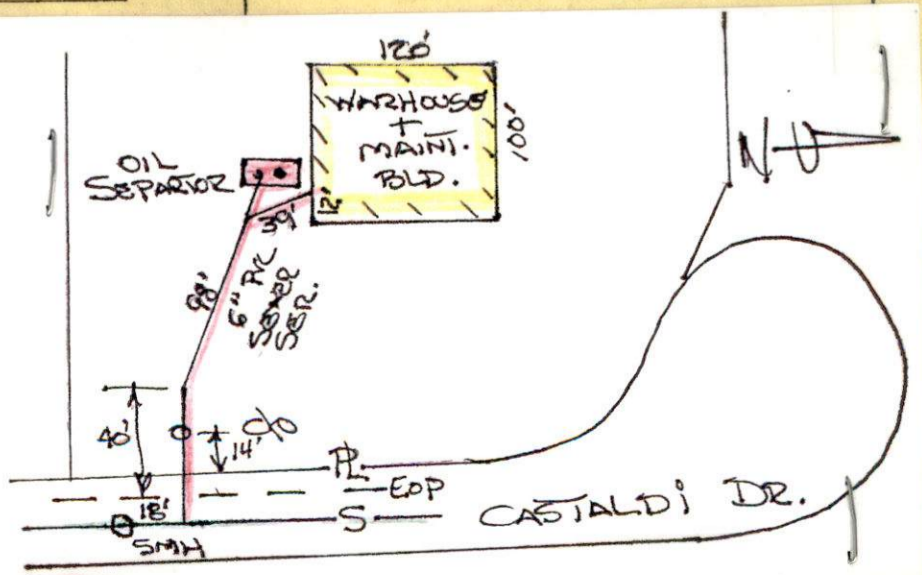 120'
WARHOUSE
+
MAINT.
BLD.
100'
OIL
SEPARTOR
12'
39'
98'
6" PVC
SEWER
SER.
N
40'
C/O
14'
PL
EOP
18'
S
CASTALDI DR.
SMH